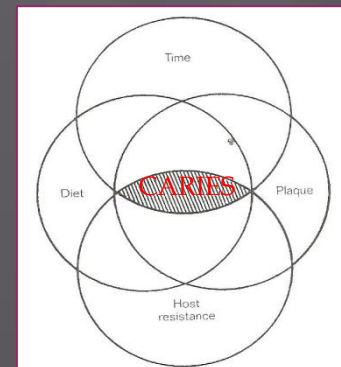 Time
Diet
CARIES
Plaque
Host
resistance